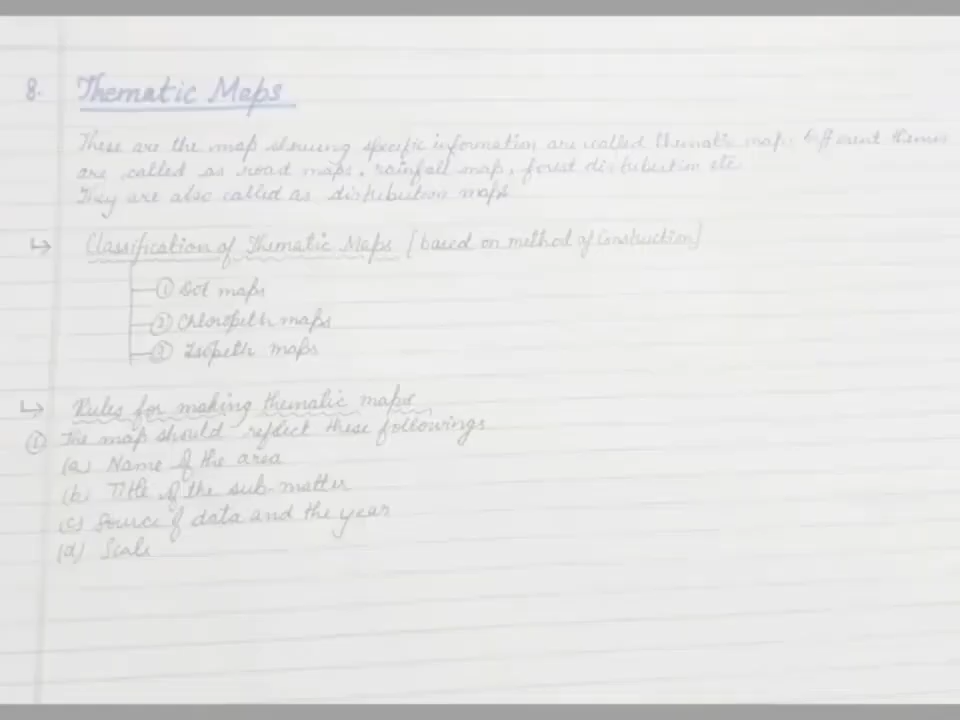 8. Thematic Maps
These are the map showing specific information are called thematic map. Different themes
are called as road maps, rainfall map, forest distribution etc
They are also called as distribution maps
↳ Classification of Thematic Maps [based on method of Construction]
① Dot maps
② Chloropeth maps
③ Isopeth maps
↳ Rules for making thematic maps
① The map should reflect these followings
(a) Name of the area
(b) Title of the sub-matter
(c) Source of data and the year
(d) Scale